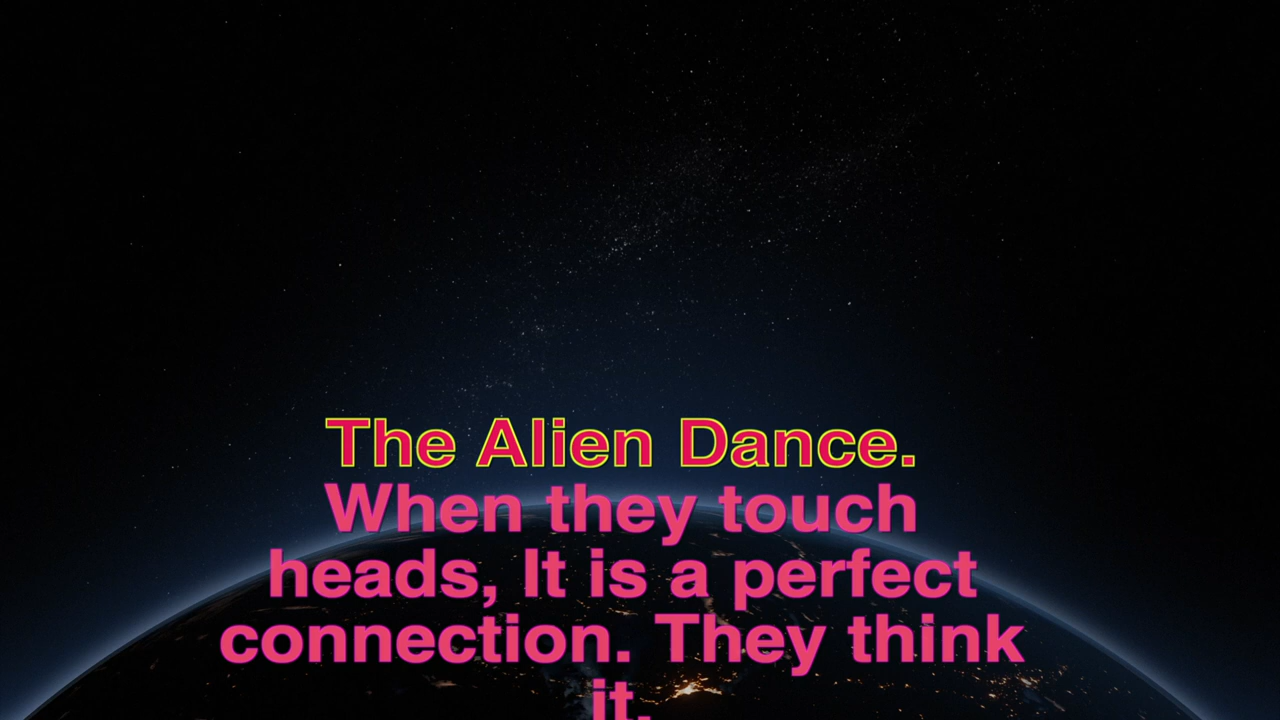 The Alien Dance.
When they touch
heads, It is a perfect
connection. They think
it.